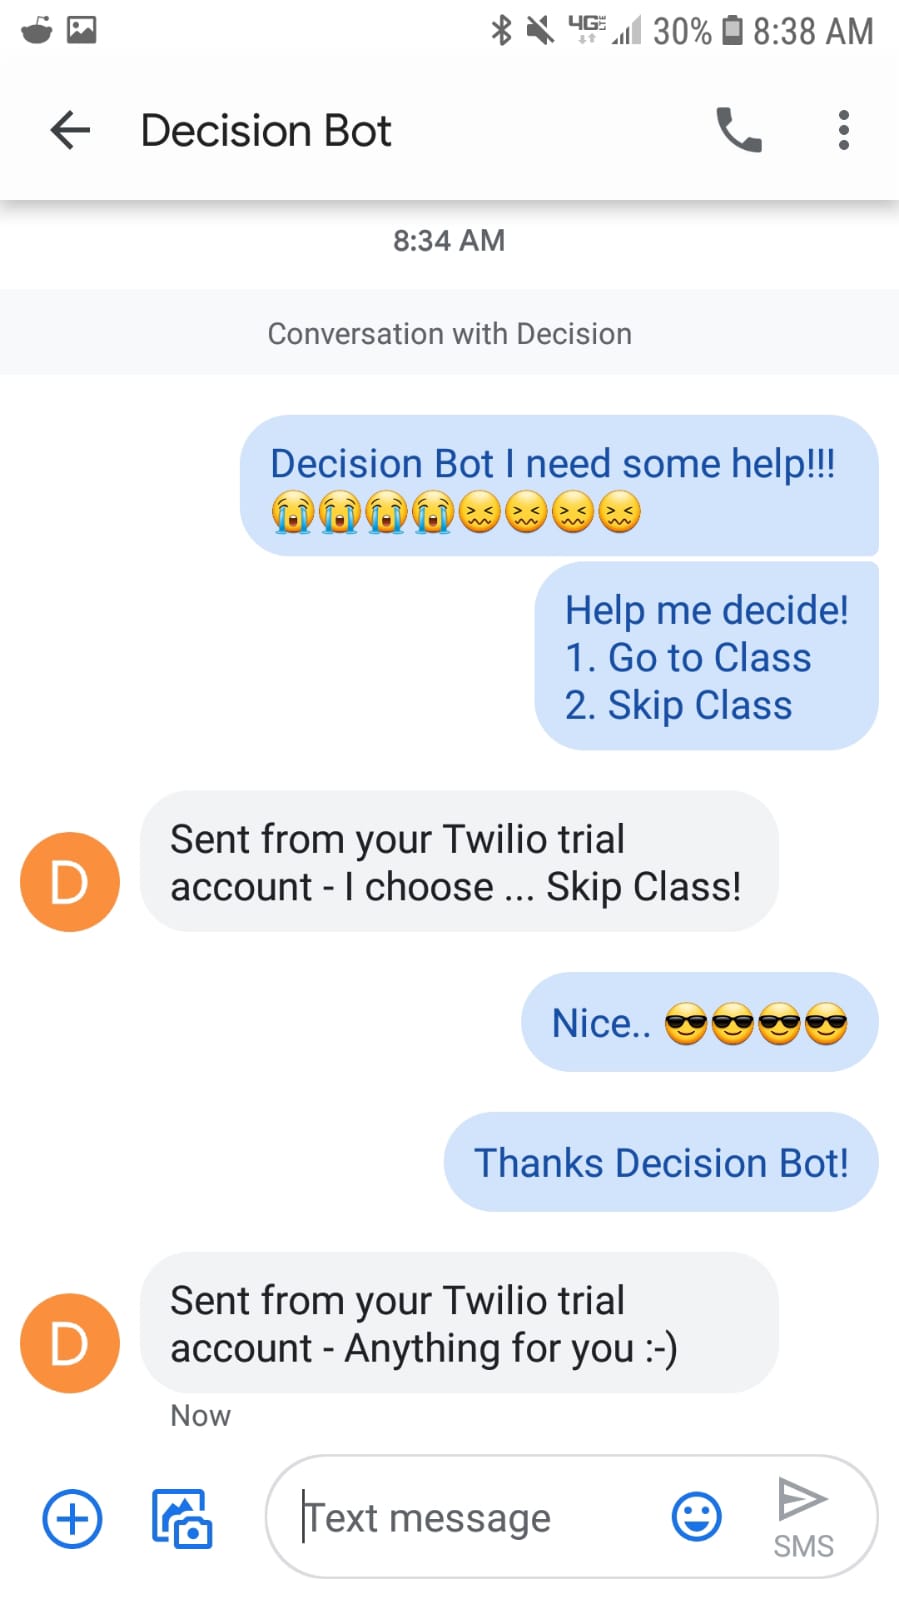 4G LTE 30% 8:38 AM
Decision Bot
8:34 AM
Conversation with Decision
Decision Bot I need some help!!!
😭😭😭😭😖😖😖😖
Help me decide!
1. Go to Class
2. Skip Class
Sent from your Twilio trial
account - I choose ... Skip Class!
D
Nice.. 😎😎😎😎
Thanks Decision Bot!
Sent from your Twilio trial
account - Anything for you :-)
D
Now
Text message
SMS